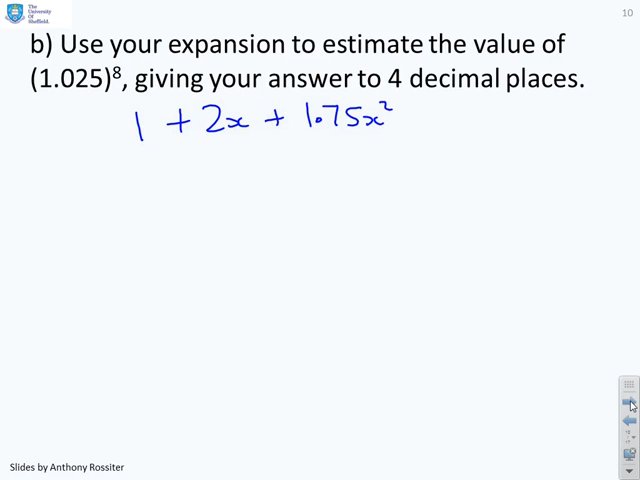 The
University
Of
Sheffield.
10
b) Use your expansion to estimate the value of
(1.025)⁸, giving your answer to 4 decimal places.
1 + 2x + 1.75x²
Slides by Anthony Rossiter